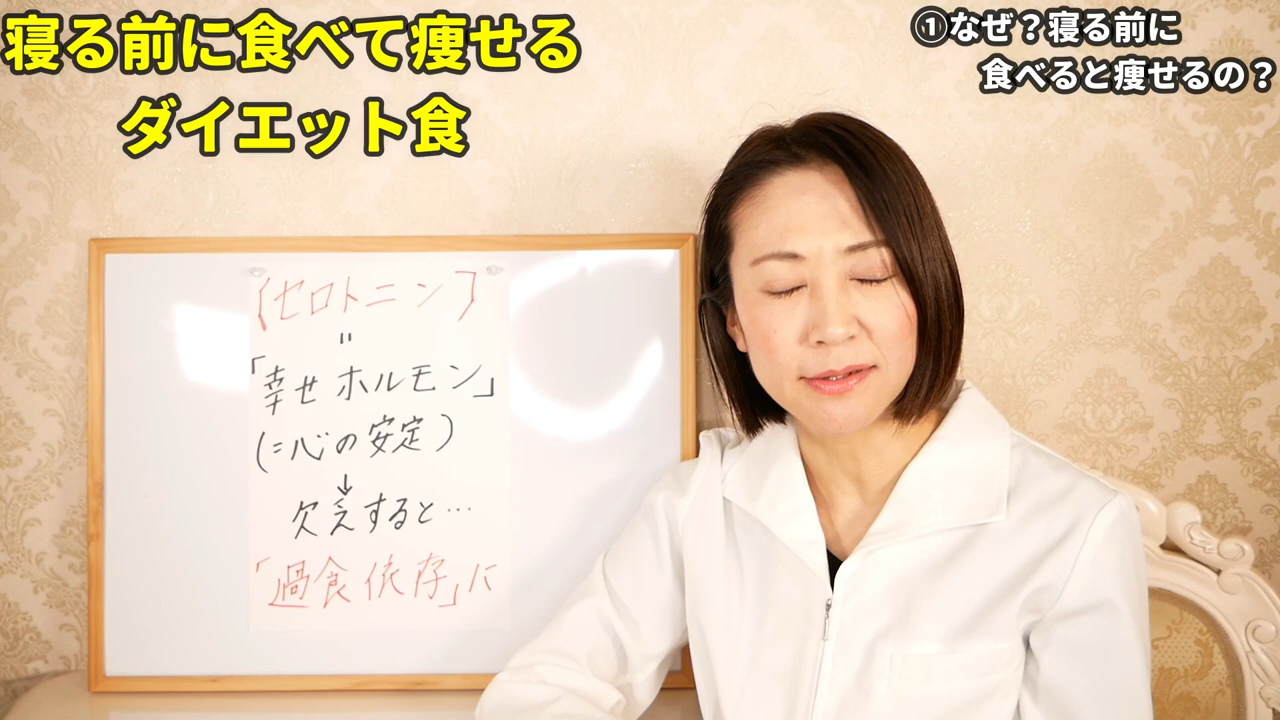 寝る前に食べて痩せる
ダイエット食
①なぜ？寝る前に
食べると痩せるの？
〔セロトニン〕
=
「幸せホルモン」
(=心の安定)
↓
欠乏すると…
「過食依存」に